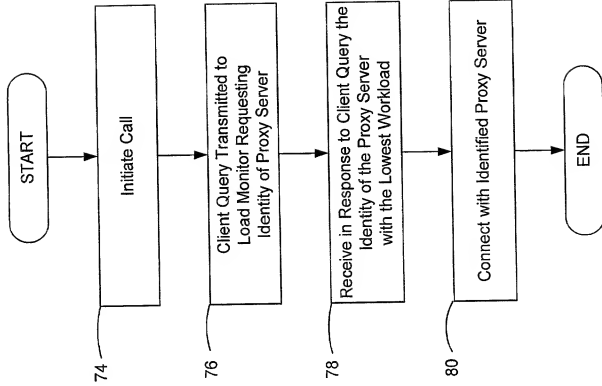 START
74
Initiate Call
76
Client Query Transmitted to
Load Monitor Requesting
Identity of Proxy Server
78
Receive in Response to Client Query the
Identity of the Proxy Server
with the Lowest Workload
80
Connect with Identified Proxy Server
END